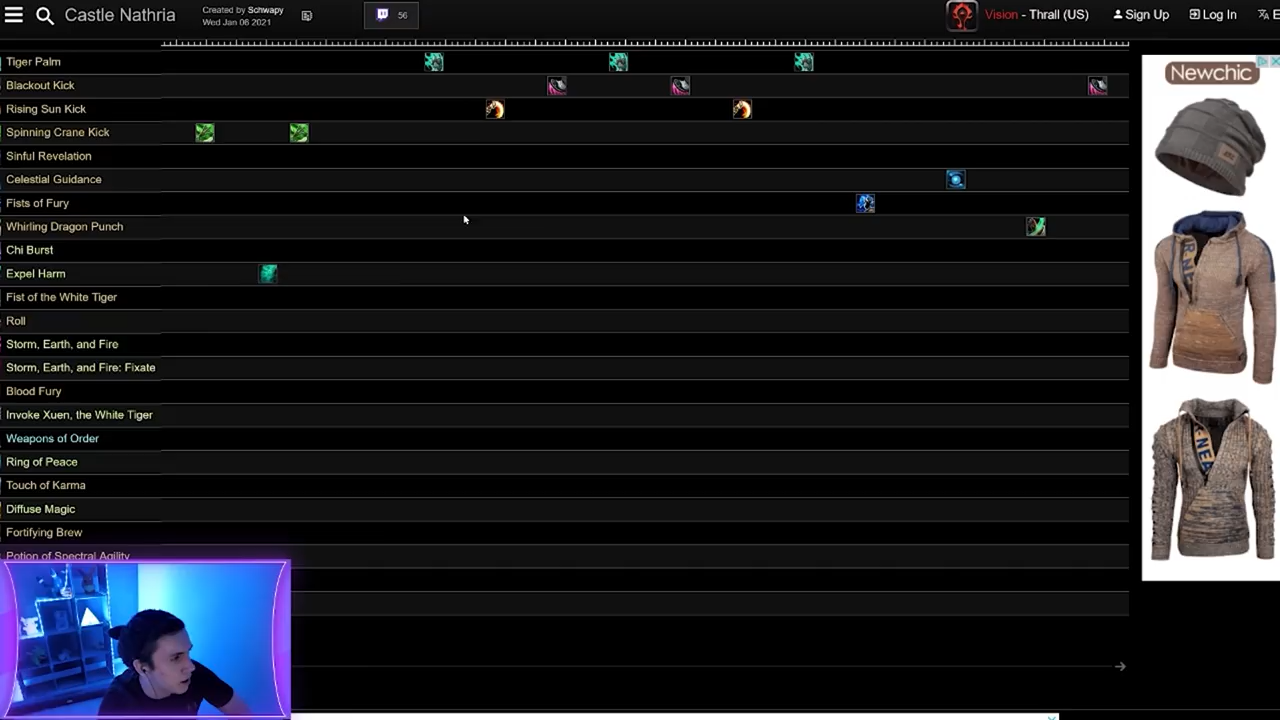 Castle Nathria
Created by Schwapy
Wed Jan 06 2021
56
Vision - Thrall (US)
Sign Up
Log In
Tiger Palm
Blackout Kick
Rising Sun Kick
Spinning Crane Kick
Sinful Revelation
Celestial Guidance
Fists of Fury
Whirling Dragon Punch
Chi Burst
Expel Harm
Fist of the White Tiger
Roll
Storm, Earth, and Fire
Storm, Earth, and Fire: Fixate
Blood Fury
Invoke Xuen, the White Tiger
Weapons of Order
Ring of Peace
Touch of Karma
Diffuse Magic
Fortifying Brew
Potion of Spectral Agility
Newchic